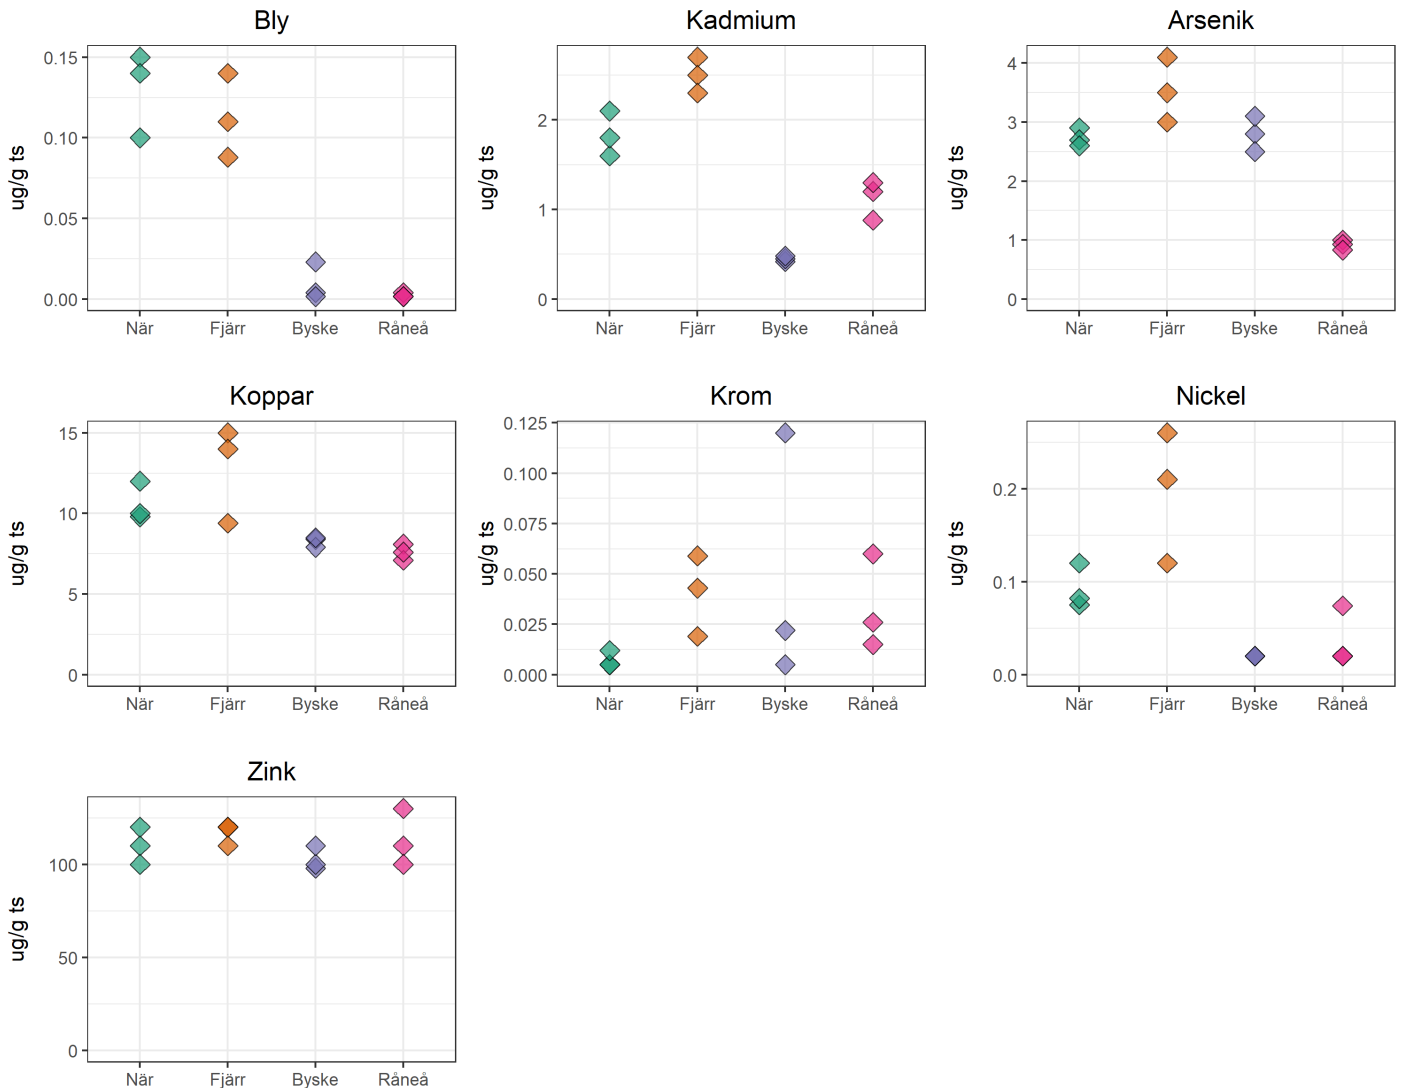 Bly
ug/g ts
0.15
0.10
0.05
0.00
När Fjärr Byske Råneå
Kadmium
ug/g ts
2
1
0
När Fjärr Byske Råneå
Arsenik
ug/g ts
4
3
2
1
0
När Fjärr Byske Råneå
Koppar
ug/g ts
15
10
5
0
När Fjärr Byske Råneå
Krom
ug/g ts
0.125
0.100
0.075
0.050
0.025
0.000
När Fjärr Byske Råneå
Nickel
ug/g ts
0.2
0.1
0.0
När Fjärr Byske Råneå
Zink
ug/g ts
100
50
0
När Fjärr Byske Råneå